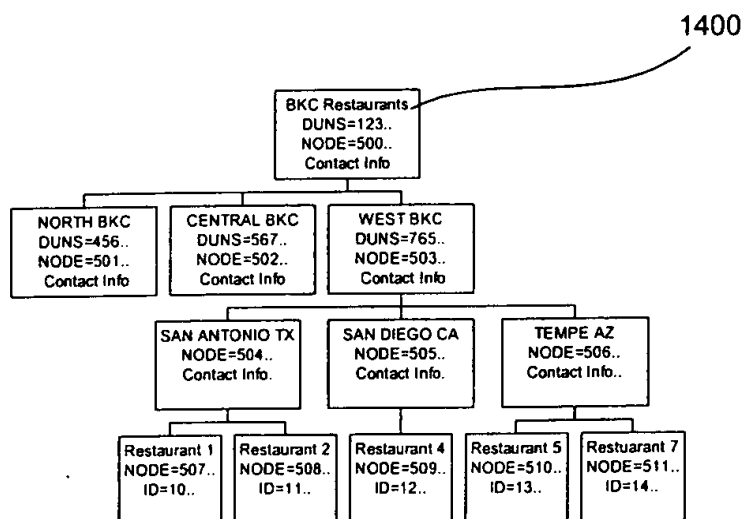 1400
BKC Restaurants
DUNS=123..
NODE=500..
Contact Info
NORTH BKC
DUNS=456..
NODE=501..
Contact Info
CENTRAL BKC
DUNS=567..
NODE=502..
Contact Info
WEST BKC
DUNS=765..
NODE=503..
Contact Info
SAN ANTONIO TX
NODE=504..
Contact Info.
SAN DIEGO CA
NODE=505..
Contact Info.
TEMPE AZ
NODE=506..
Contact Info..
Restaurant 1
NODE=507..
ID=10..
Restaurant 2
NODE=508..
ID=11..
Restaurant 4
NODE=509..
ID=12..
Restaurant 5
NODE=510..
ID=13..
Restuarant 7
NODE=511..
ID=14..